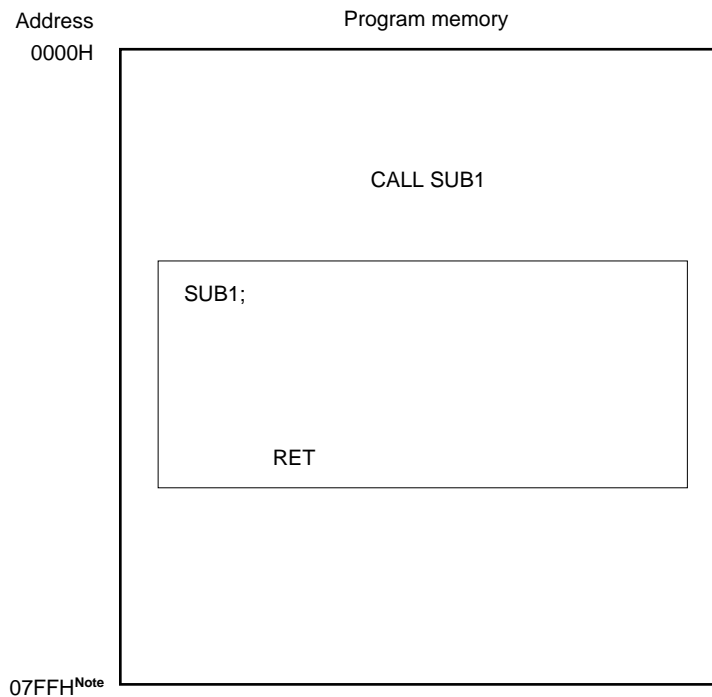 Address
Program memory
0000H
CALL SUB1
SUB1;
RET
07FFHNote